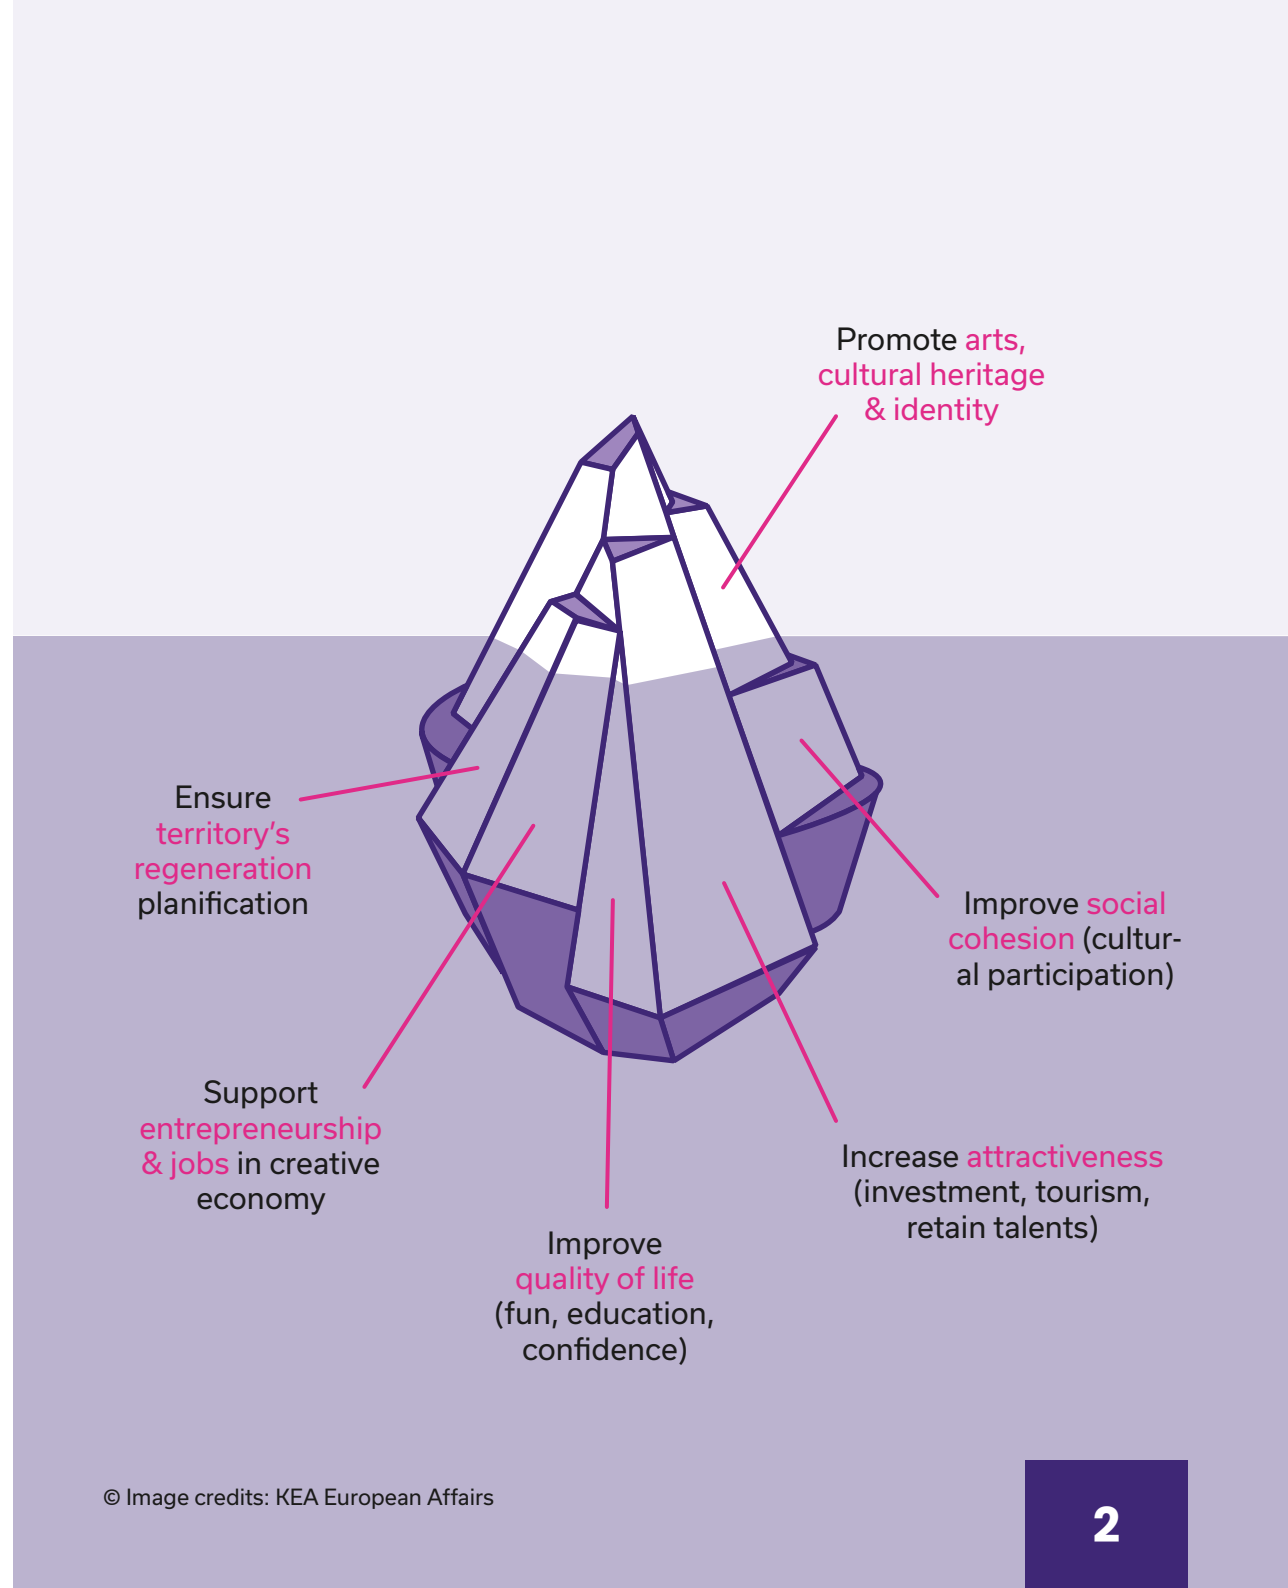 Promote arts,
cultural heritage
& identity
Ensure
territory’s
regeneration
planification
Improve social
cohesion (cultur-
al participation)
Support
entrepreneurship
& jobs in creative
economy
Increase attractiveness
(investment, tourism,
retain talents)
Improve
quality of life
(fun, education,
confidence)
© Image credits: KEA European Affairs
2